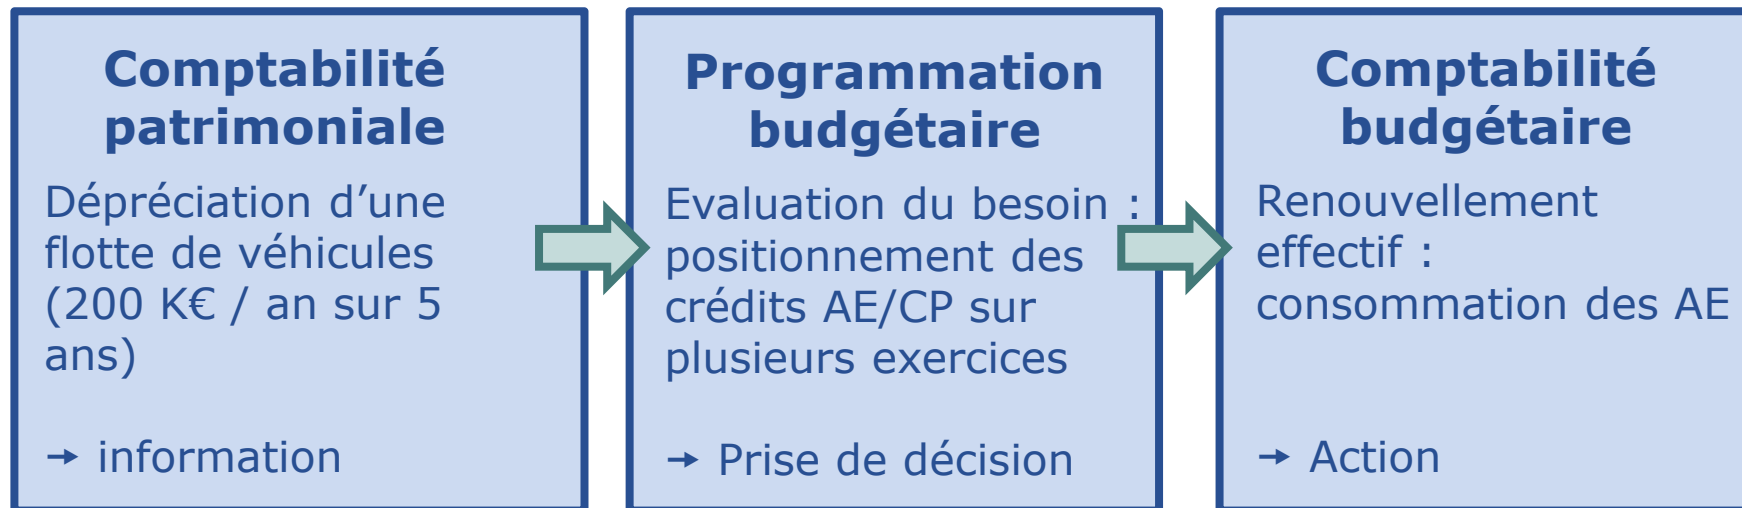 Comptabilité
patrimoniale
Dépréciation d’une
flotte de véhicules
(200 K€ / an sur 5
ans)
→ information
Programmation
budgétaire
Evaluation du besoin :
positionnement des
crédits AE/CP sur
plusieurs exercices
→ Prise de décision
Comptabilité
budgétaire
Renouvellement
effectif :
consommation des AE
→ Action